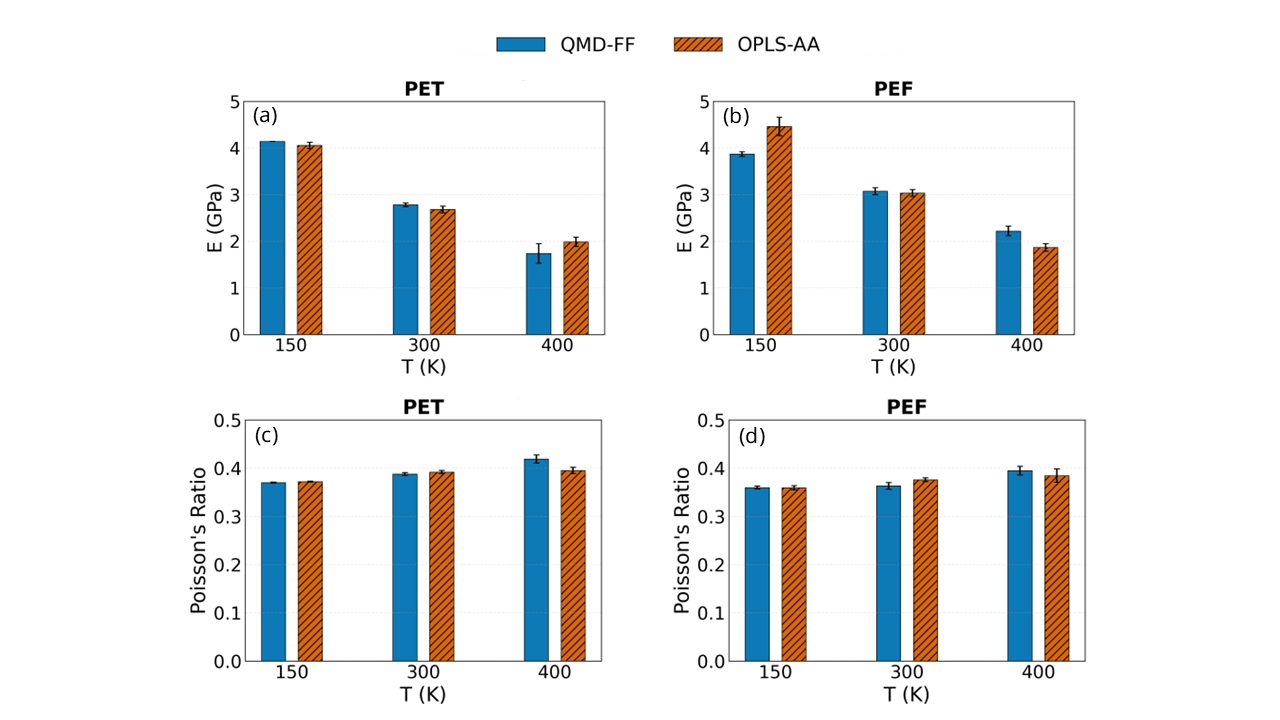 QMD-FF OPLS-AA
PET
(a)
5
4
3
2
1
0
E (GPa)
150 300 400
T (K)
PEF
(b)
5
4
3
2
1
0
E (GPa)
150 300 400
T (K)
PET
(c)
0.5
0.4
0.3
0.2
0.1
0.0
Poisson's Ratio
150 300 400
T (K)
PEF
(d)
0.5
0.4
0.3
0.2
0.1
0.0
Poisson's Ratio
150 300 400
T (K)